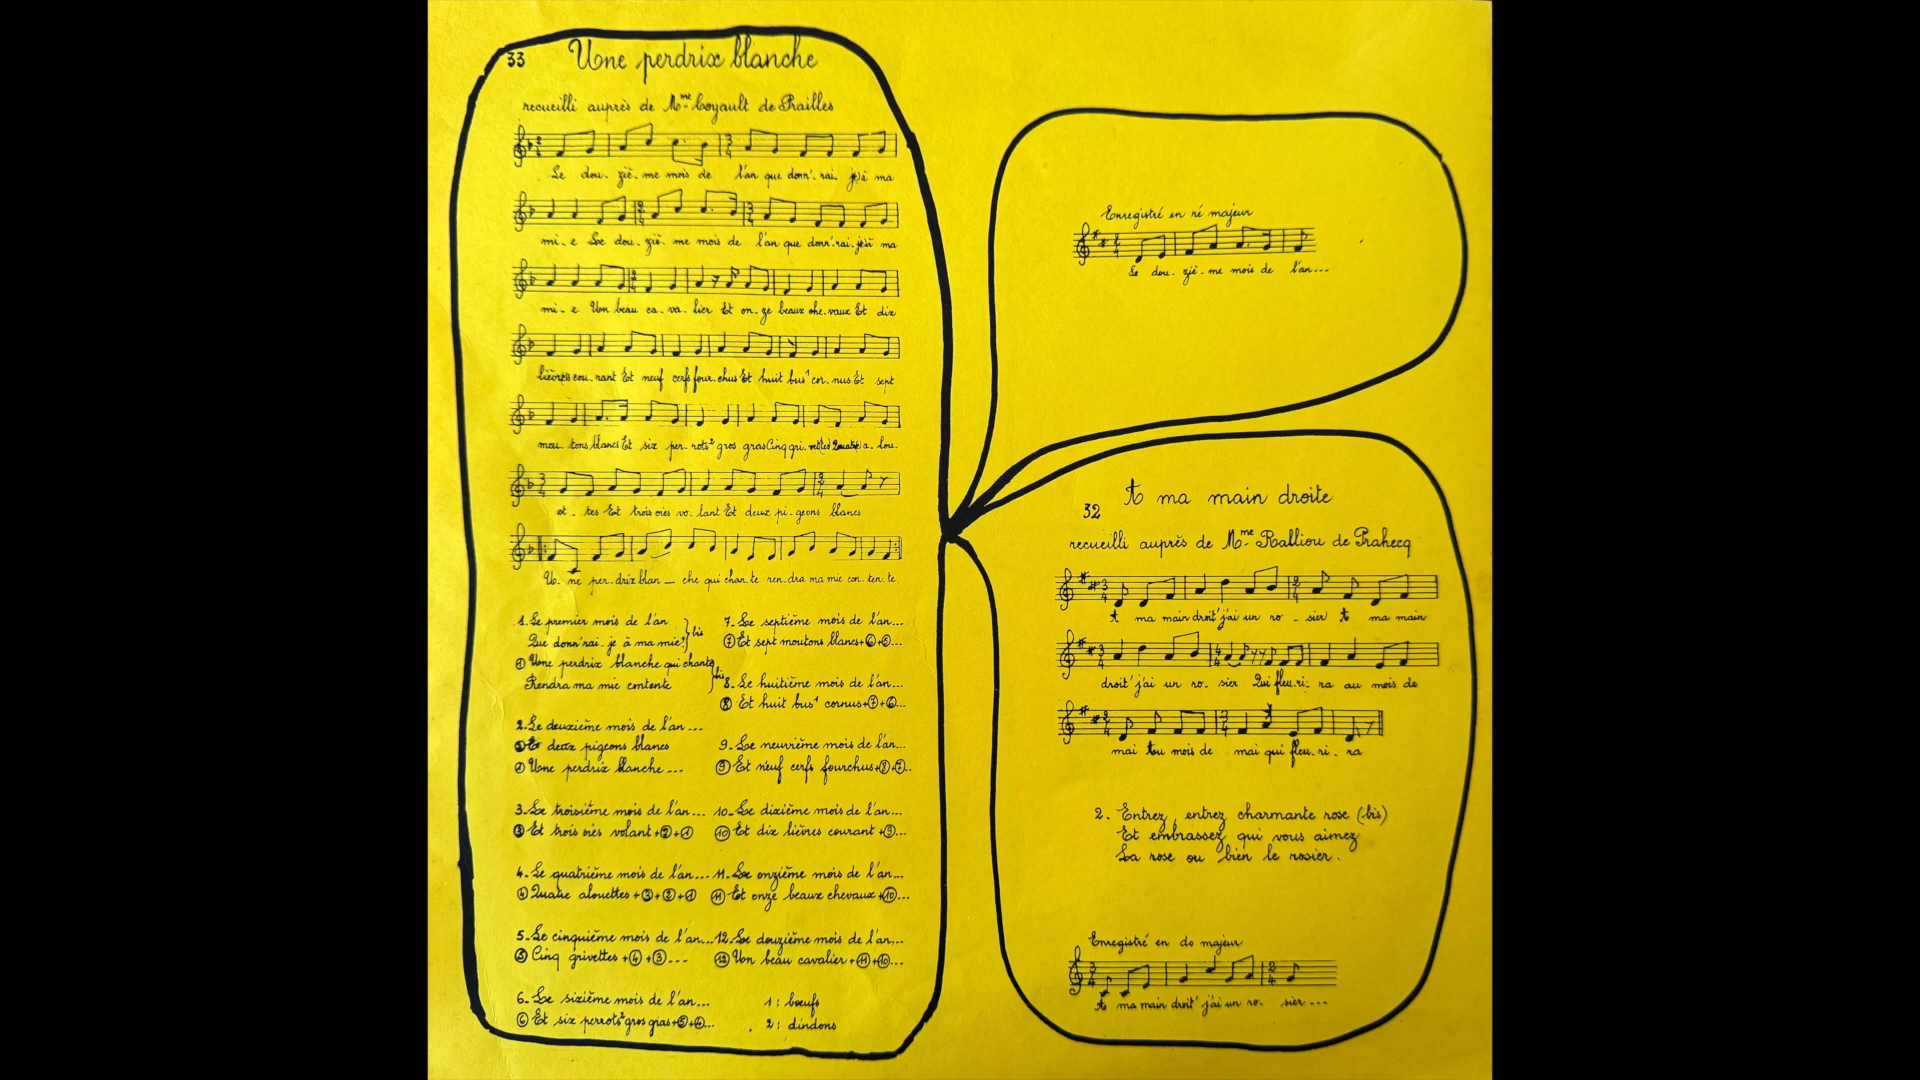 33 Une perdrix blanche
recueilli auprès de Mme Coyault de Prailles
Le dou. ziè. me mois de l'an que donn'. rai. je à ma
mi. e Le dou. ziè. me mois de l'an que donn'rai. je à ma
mi. e Un beau ca. va. lier Et on. ze beaux che. vaux Et dix
lièvres cou. rant Et neuf cerfs four. chus Et huit bus¹ cor. nus Et sept
mou. tons blancs Et six per. rots² gros gras Cinq gri. vettes Quatre a. lou.
et. tes Et trois oies vo. lant Et deux pi. geons blancs
U. ne per. drix blan — che qui chan. te ren. dra ma mie con. ten. te.
1. Le premier mois de l'an
Que donn'rai. je à ma mie? } bis
① Une perdrix blanche qui chante
Rendra ma mie contente } bis
2. Le deuxième mois de l'an ...
② Et deux pigeons blancs
① Une perdrix blanche ...
3. Le troisième mois de l'an ...
③ Et trois oies volant + ② + ①
4. Le quatrième mois de l'an ...
④ Quatre alouettes + ③ + ② + ①
5. Le cinquième mois de l'an ...
⑤ Cinq grivettes + ④ + ③ ...
6. Le sixième mois de l'an ...
⑥ Et six perrots² gros gras + ⑤ + ④ ...
7. Le septième mois de l'an ...
⑦ Et sept moutons blancs + ⑥ + ⑤ ...
8. Le huitième mois de l'an ...
⑧ Et huit bus¹ cornus + ⑦ + ⑥ ...
9. Le neuvième mois de l'an ...
⑨ Et neuf cerfs fourchus + ⑧ + ⑦ ..
10. Le dixième mois de l'an ...
⑩ Et dix lièvres courant + ⑨ ...
11. Le onzième mois de l'an ...
⑪ Et onze beaux chevaux + ⑩ ...
12. Le douzième mois de l'an ...
⑫ Un beau cavalier + ⑪ + ⑩ ...
1 : bœufs
2 : dindons
Enregistré en ré majeur
Le dou. ziè. me mois de l'an ...
32 A ma main droite
recueilli auprès de Mme Ralliou de Prahecq
A ma main droit' j'ai un ro - sier A ma main
droit' j'ai un ro. sier Qui fleu. ri. ra au mois de
mai Au mois de mai qui fleu. ri. ra
2. Entrez, entrez charmante rose (bis)
Et embrassez qui vous aimez
La rose ou bien le rosier.
Enregistré en do majeur
A ma main droit' j'ai un ro. sier ...